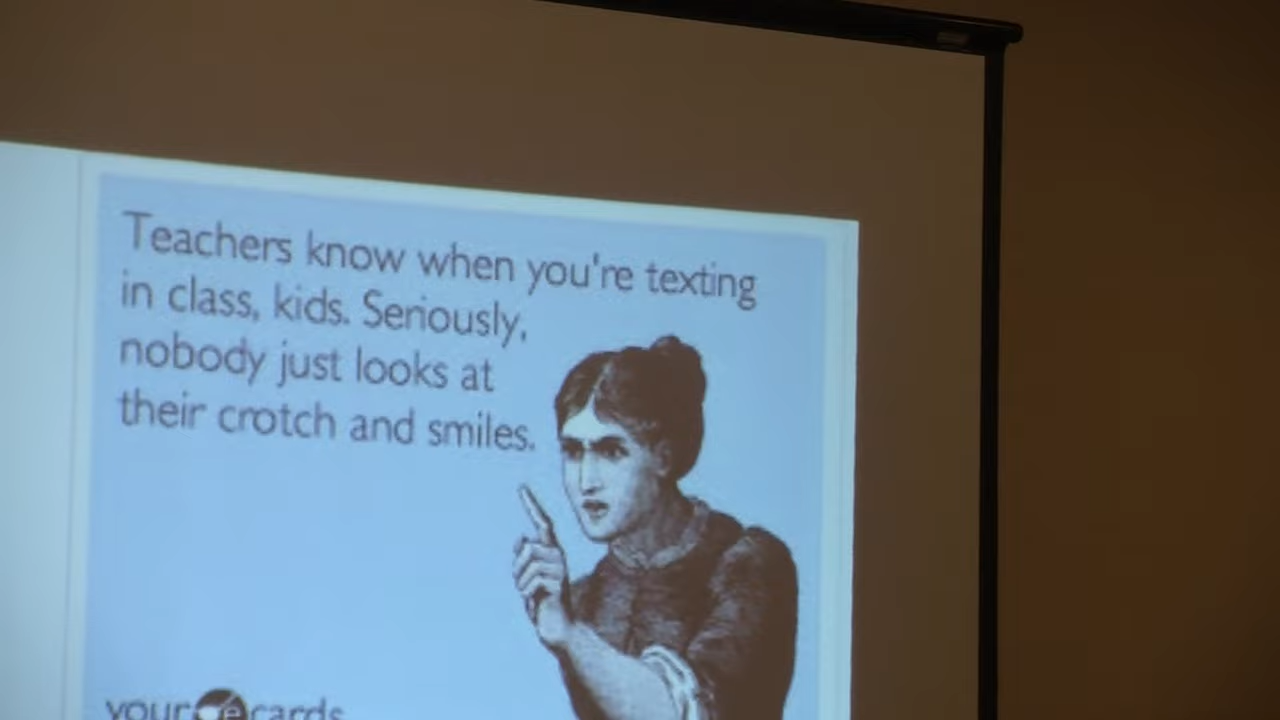 Teachers know when you're texting
in class, kids. Seriously,
nobody just looks at
their crotch and smiles.
your e cards